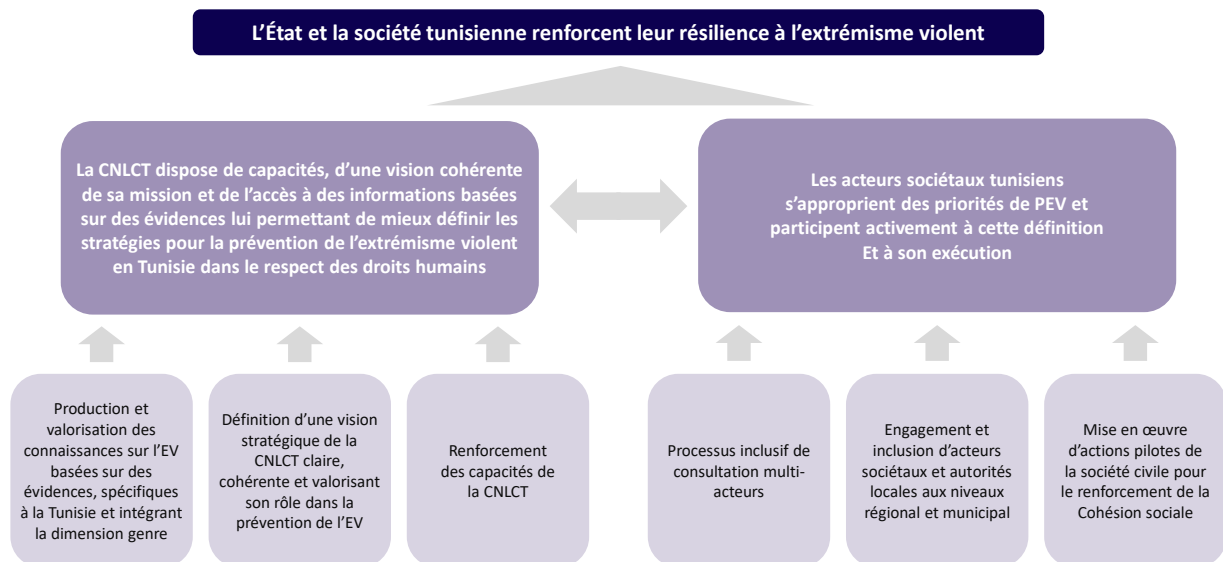 L’État et la société tunisienne renforcent leur résilience à l’extrémisme violent
La CNLCT dispose de capacités, d’une vision cohérente
de sa mission et de l’accès à des informations basées
sur des évidences lui permettant de mieux définir les
stratégies pour la prévention de l’extrémisme violent
en Tunisie dans le respect des droits humains
Les acteurs sociétaux tunisiens
s’approprient des priorités de PEV et
participent activement à cette définition
Et à son exécution
Production et
valorisation des
connaissances sur l’EV
basées sur des
évidences, spécifiques
à la Tunisie et intégrant
la dimension genre
Définition d’une vision
stratégique de la
CNLCT claire,
cohérente et valorisant
son rôle dans la
prévention de l’EV
Renforcement
des capacités de
la CNLCT
Processus inclusif de
consultation multi-
acteurs
Engagement et
inclusion d’acteurs
sociétaux et autorités
locales aux niveaux
régional et municipal
Mise en œuvre
d’actions pilotes de
la société civile pour
le renforcement de la
Cohésion sociale